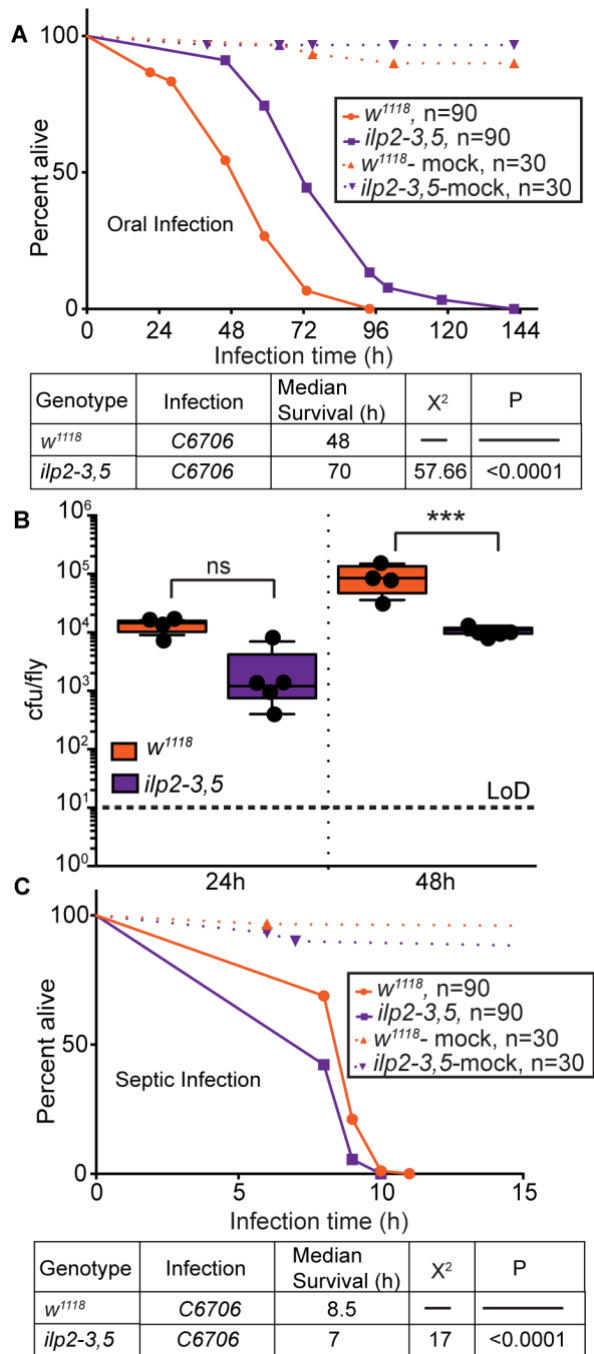 A
100
50
0
Percent alive
Oral Infection
w1118, n=90
ilp2-3,5, n=90
w1118- mock, n=30
ilp2-3,5-mock, n=30
0 24 48 72 96 120 144
Infection time (h)
Genotype Infection Median Survival (h) X2 P
w1118 C6706 48 — —
ilp2-3,5 C6706 70 57.66 <0.0001
B
106
105
104
103
102
101
100
cfu/fly
ns
***
w1118
ilp2-3,5
LoD
24h 48h
C
100
50
0
Percent alive
Septic Infection
w1118, n=90
ilp2-3,5, n=90
w1118- mock, n=30
ilp2-3,5-mock, n=30
0 5 10 15
Infection time (h)
Genotype Infection Median Survival (h) X2 P
w1118 C6706 8.5 — —
ilp2-3,5 C6706 7 17 <0.0001